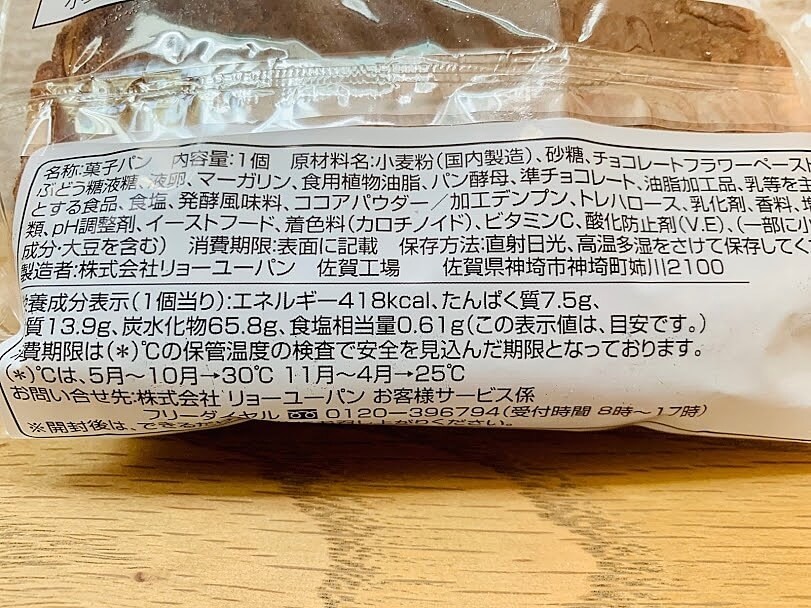 名称:菓子パン 内容量:1個 原材料名:小麦粉(国内製造)、砂糖、チョコレートフラワーペースト
ぶどう糖液糖、液卵、マーガリン、食用植物油脂、パン酵母、準チョコレート、油脂加工品、乳等を主
とする食品、食塩、発酵風味料、ココアパウダー/加工デンプン、トレハロース、乳化剤、香料、
類、pH調整剤、イーストフード、着色料(カロチノイド)、ビタミンC、酸化防止剤(V.E)、(一部に小
成分・大豆を含む) 消費期限:表面に記載 保存方法:直射日光、高温多湿をさけて保存してく
製造者:株式会社リョーユーパン 佐賀工場 佐賀県神埼市神埼町姉川2100
養成分表示(1個当り):エネルギー418kcal、たんぱく質7.5g、
質13.9g、炭水化物65.8g、食塩相当量0.61g(この表示値は、目安です。)
費期限は(*)℃の保管温度の検査で安全を見込んだ期限となっております。
(*)℃は、5月~10月→30℃ 11月~4月→25℃
お問い合せ先:株式会社 リョーユーパン お客様サービス係
フリーダイヤル 0120-396794(受付時間 8時~17時)
※開封後は、できるだ